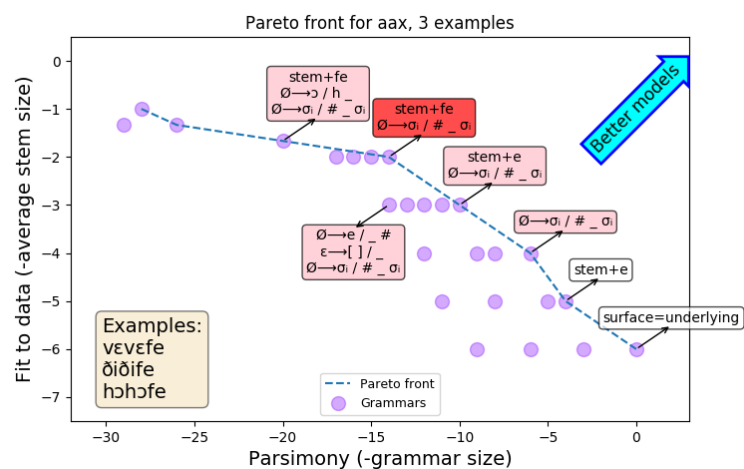 Pareto front for aax, 3 examples
Fit to data (-average stem size)
0
−1
−2
−3
−4
−5
−6
−7
stem+fe
Ø⟶ɔ / h _
Ø⟶σᵢ / # _ σᵢ
stem+fe
Ø⟶σᵢ / # _ σᵢ
stem+e
Ø⟶σᵢ / # _ σᵢ
Ø⟶e / _ #
ε⟶[ ] / _
Ø⟶σᵢ / # _ σᵢ
Ø⟶σᵢ / # _ σᵢ
stem+e
surface=underlying
Better models
Examples:
vɛvɛfe
ðiðife
hɔhɔfe
Pareto front
Grammars
−30
−25
−20
−15
−10
−5
0
Parsimony (-grammar size)